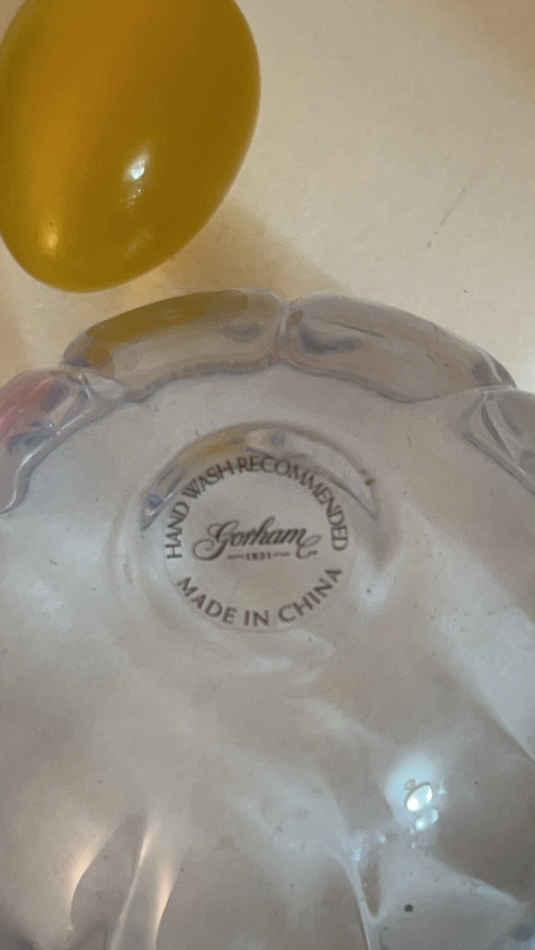 HAND WASH RECOMMENDED
Gorham
1831
MADE IN CHINA